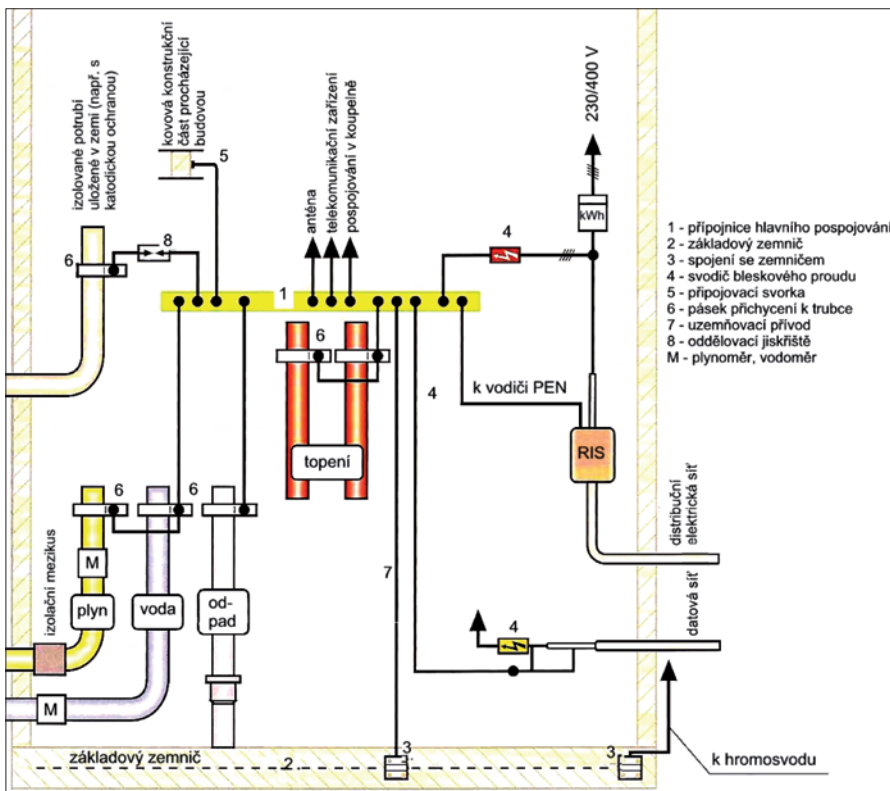 izolované potrubi
uložené v zemi (např. s
katodickou ochranou)
kovová konstrukční
část procházející
budovou
5
anténa
telekomunikační zařízení
pospojování v koupelně
230/400 V
kWh
4
8
6
1
6
1 - přípojnice hlavního pospojování
2 - základový zemnič
3 - spojení se zemničem
4 - svodič bleskového proudu
5 - připojovací svorka
6 - pásek přichycení k trubce
7 - uzemňovací přívod
8 - oddělovací jiskřiště
M - plynoměr, vodoměr
k vodiči PEN
4
RIS
topení
distribuční
elektrická síť
6
6
izolační mezikus
M
plyn
voda
od-
pad
7
datová síť
4
M
základový zemnič
2
3
3
k hromosvodu